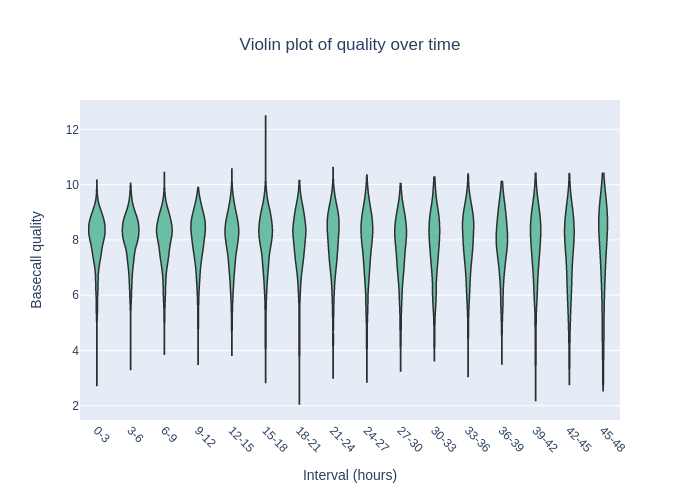 Violin plot of quality over time
Basecall quality
12
10
8
6
4
2
0-3 3-6 6-9 9-12 12-15 15-18 18-21 21-24 24-27 27-30 30-33 33-36 36-39 39-42 42-45 45-48
Interval (hours)